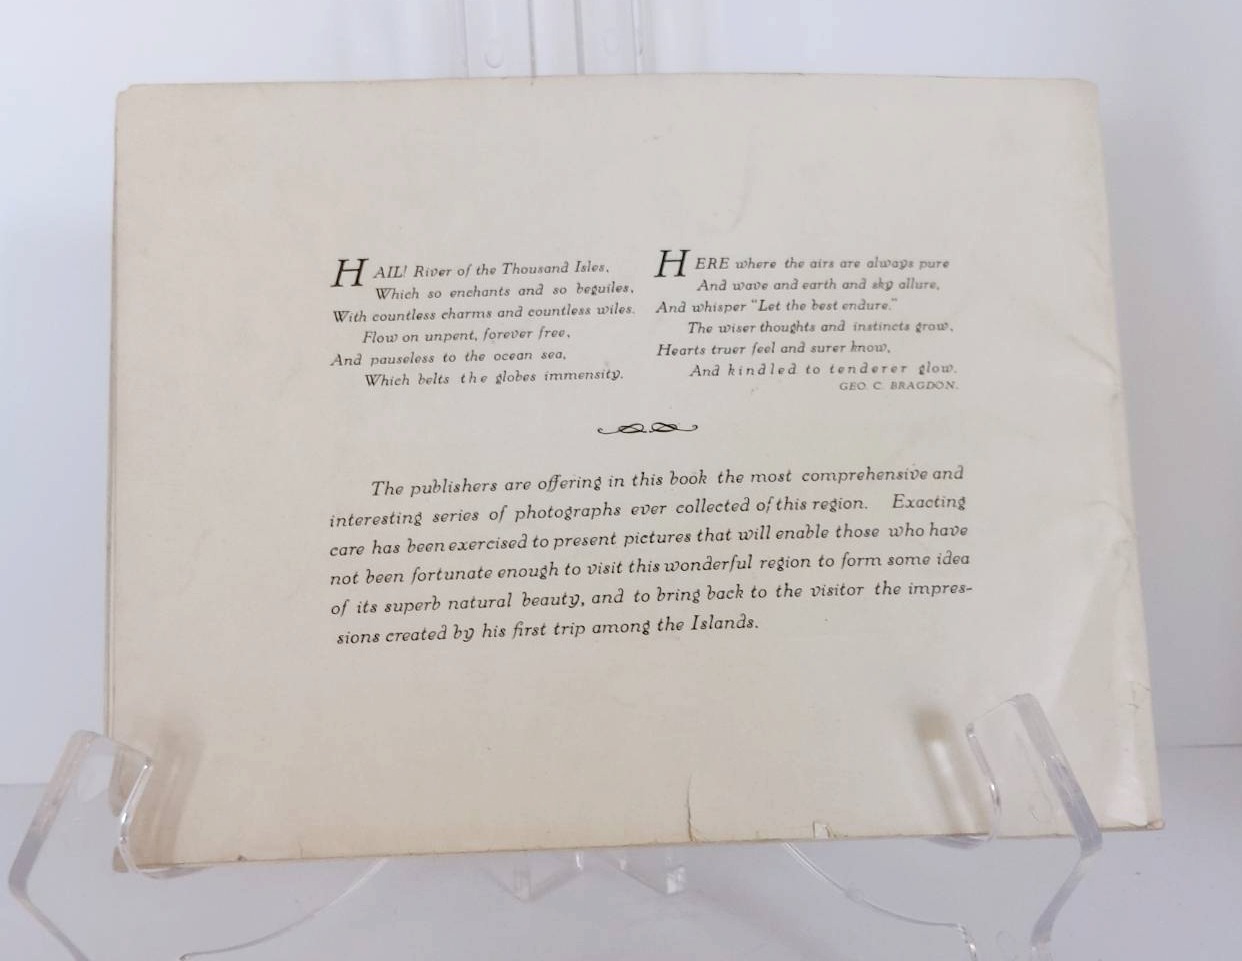 HAIL! River of the Thousand Isles,
Which so enchants and so beguiles,
With countless charms and countless wiles.
Flow on unpent, forever free,
And pauseless to the ocean sea,
Which belts the globes immensity.
HERE where the airs are always pure
And wave and earth and sky allure,
And whisper "Let the best endure."
The wiser thoughts and instincts grow,
Hearts truer feel and surer know,
And kindled to tenderer glow.
GEO. C. BRAGDON.
The publishers are offering in this book the most comprehensive and
interesting series of photographs ever collected of this region. Exacting
care has been exercised to present pictures that will enable those who have
not been fortunate enough to visit this wonderful region to form some idea
of its superb natural beauty, and to bring back to the visitor the impres-
sions created by his first trip among the Islands.